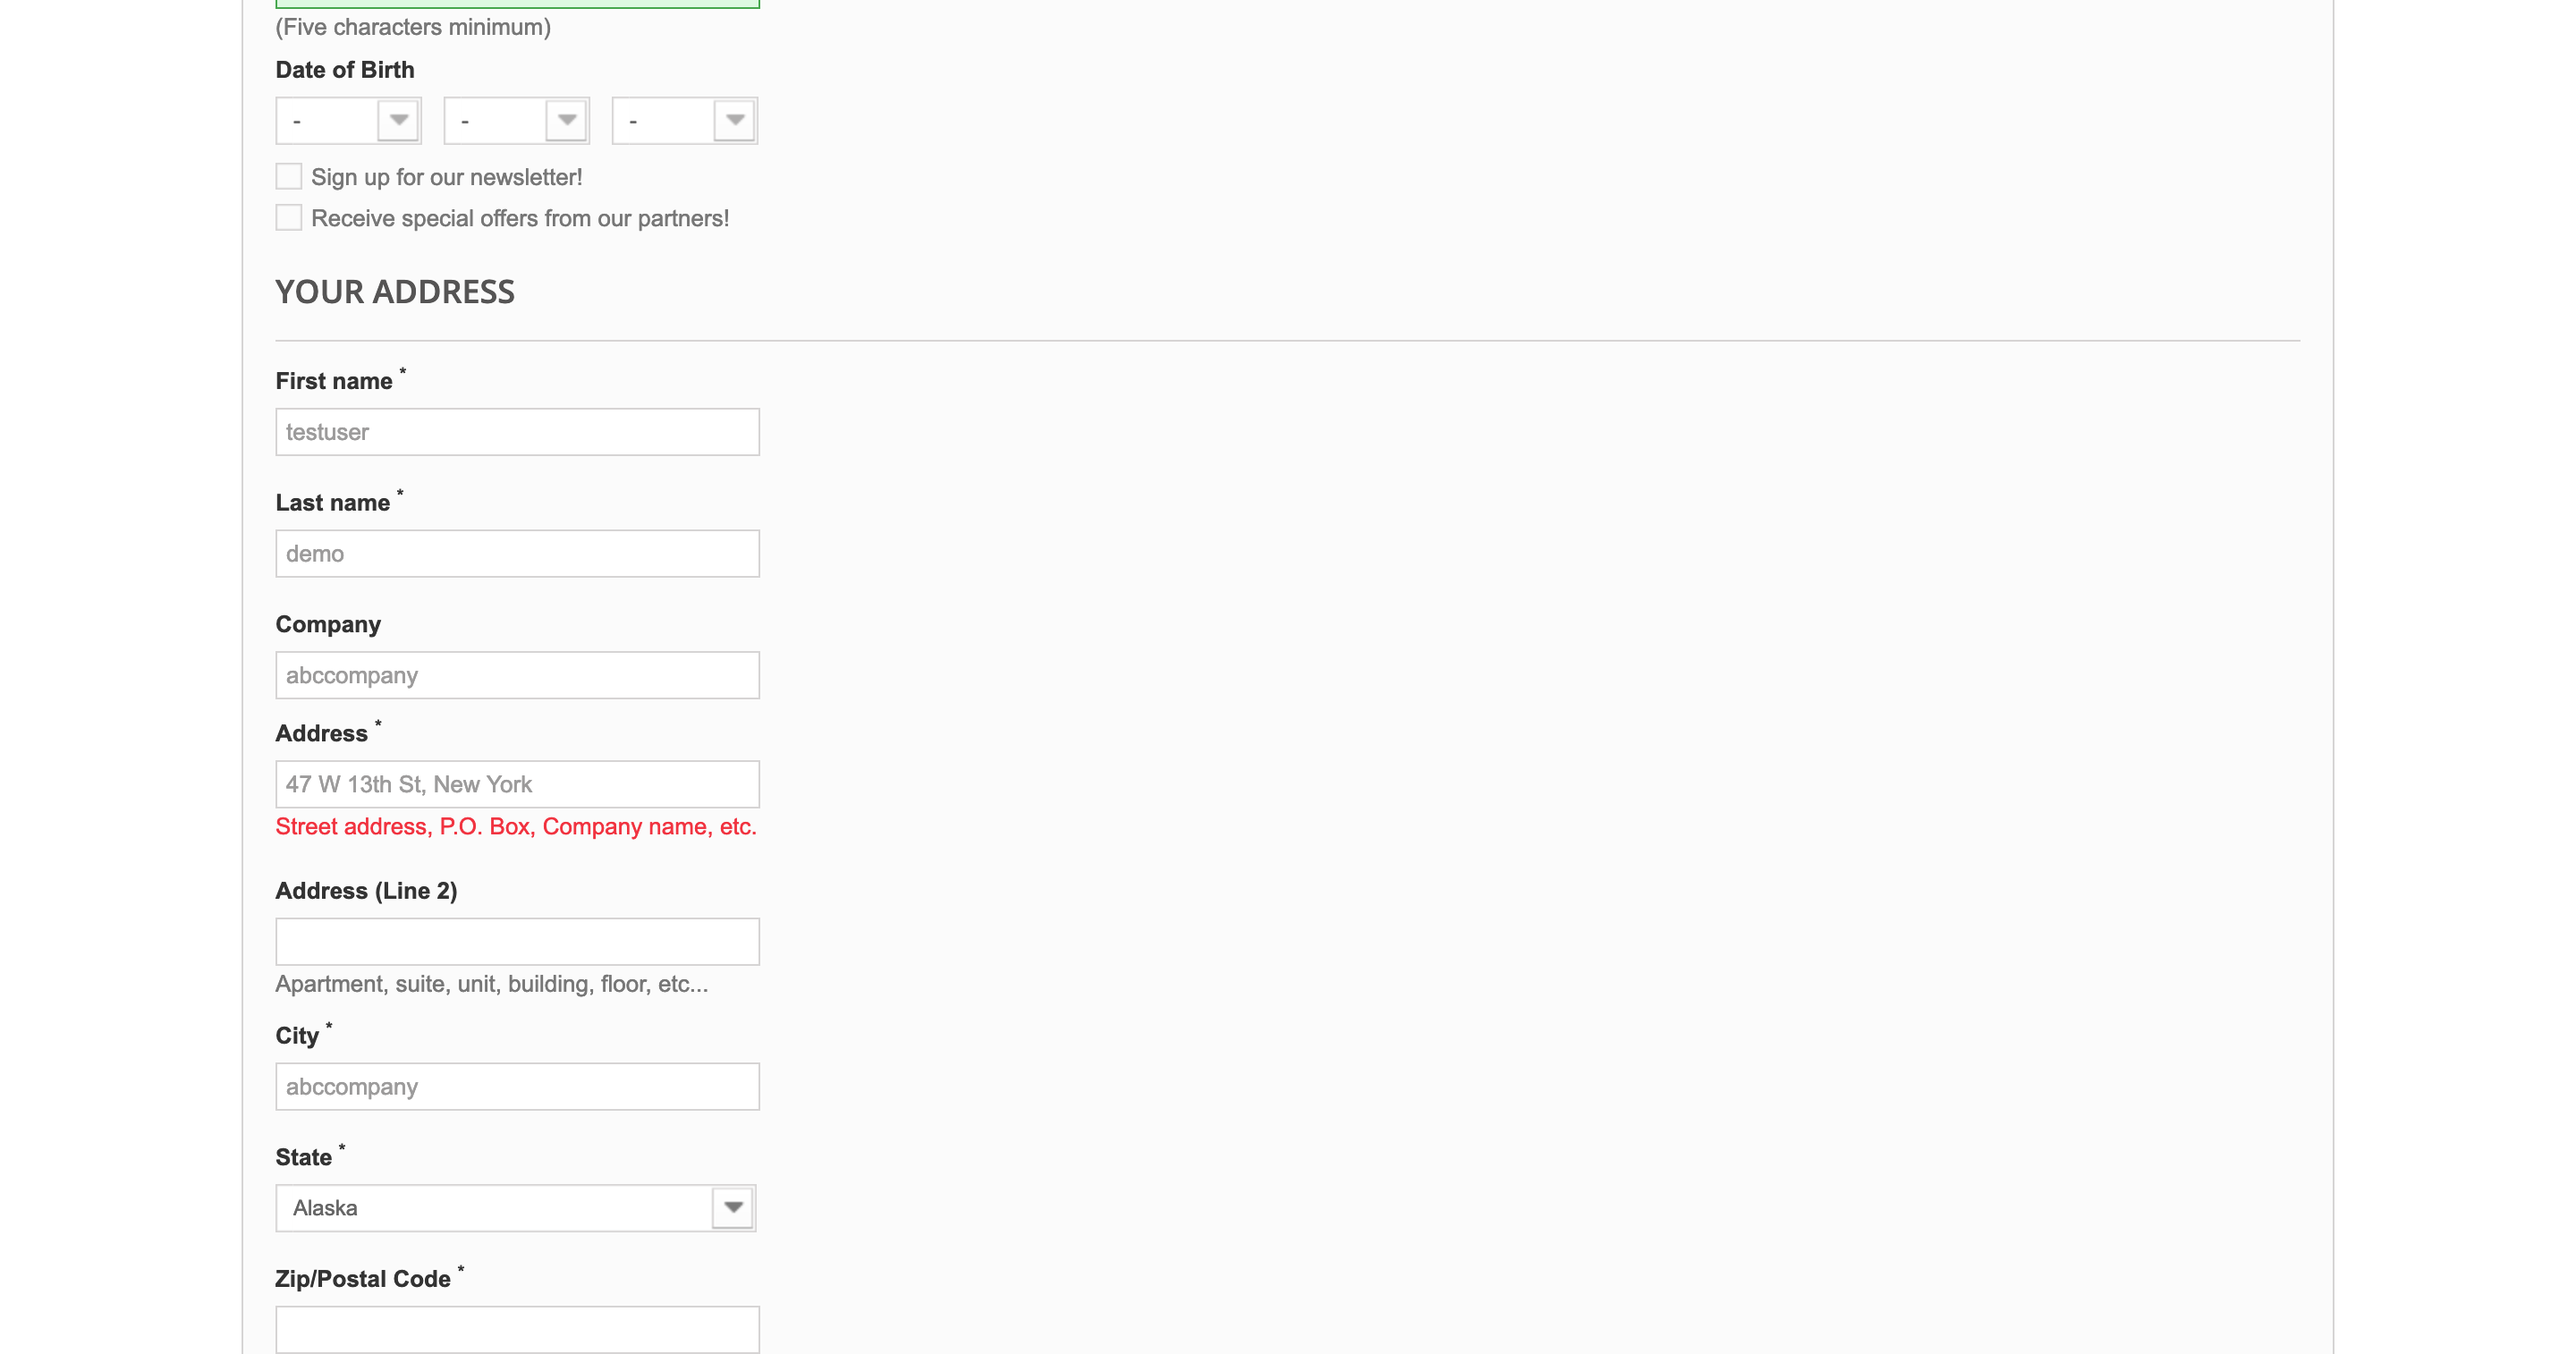 (Five characters minimum)
Date of Birth
- - -
Sign up for our newsletter!
Receive special offers from our partners!
YOUR ADDRESS
First name *
testuser
Last name *
demo
Company
abccompany
Address *
47 W 13th St, New York
Street address, P.O. Box, Company name, etc.
Address (Line 2)
Apartment, suite, unit, building, floor, etc...
City *
abccompany
State *
Alaska
Zip/Postal Code *